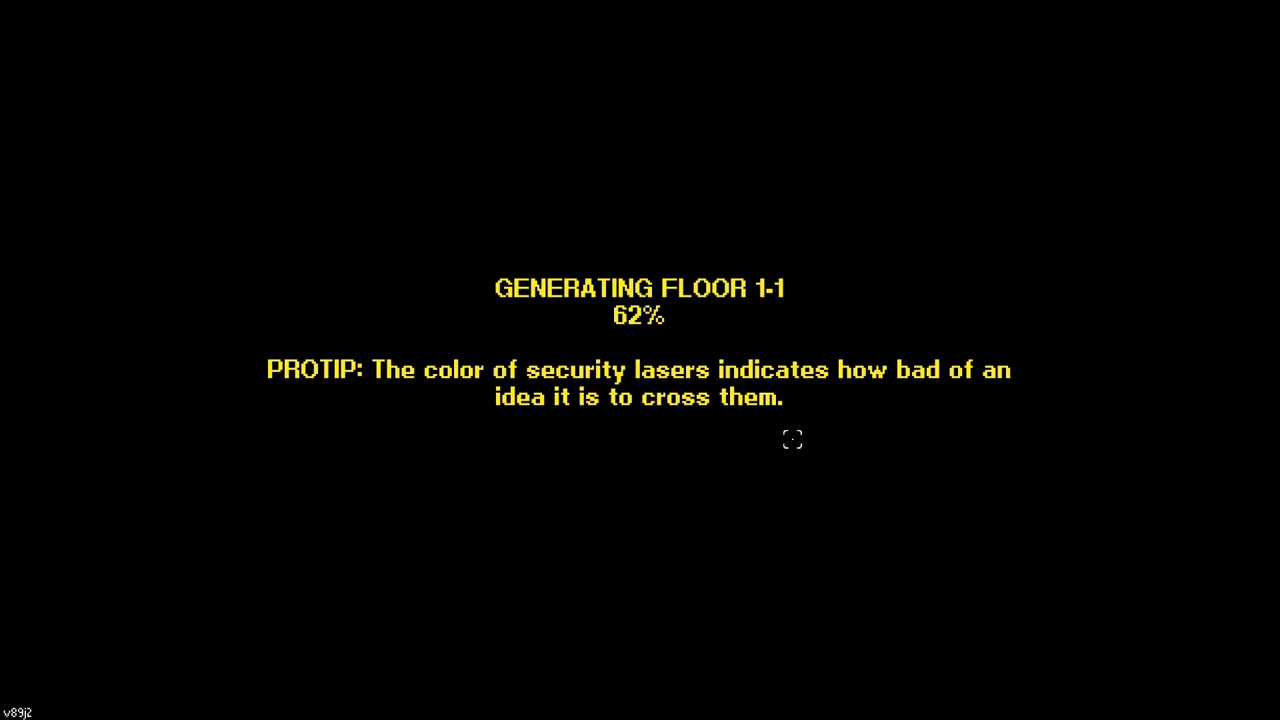 GENERATING FLOOR 1-1
62%
PROTIP: The color of security lasers indicates how bad of an
idea it is to cross them.
v89j2